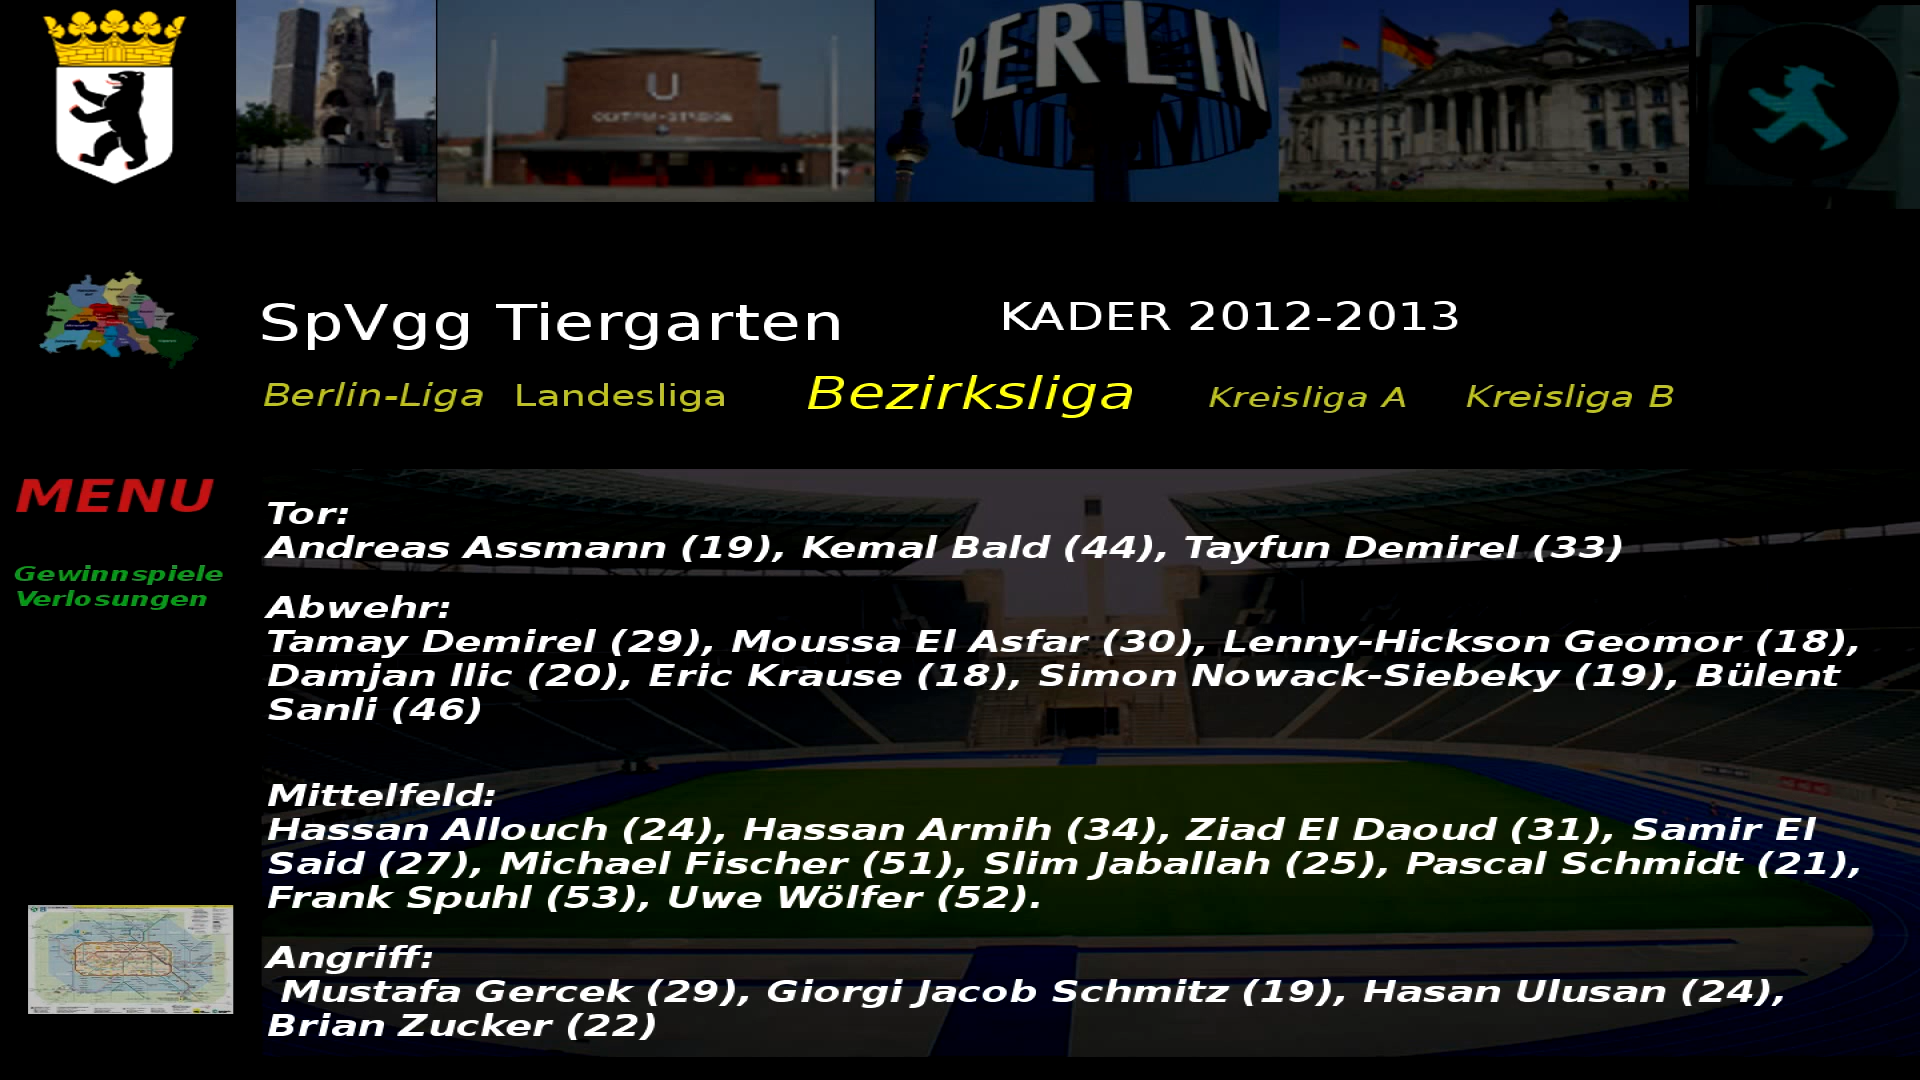 U
OLYMPIA-STADION
BERLIN
SpVgg Tiergarten
KADER 2012-2013
Berlin-Liga Landesliga Bezirksliga Kreisliga A Kreisliga B
MENU
Gewinnspiele
Verlosungen
Tor:
Andreas Assmann (19), Kemal Bald (44), Tayfun Demirel (33)
Abwehr:
Tamay Demirel (29), Moussa El Asfar (30), Lenny-Hickson Geomor (18),
Damjan llic (20), Eric Krause (18), Simon Nowack-Siebeky (19), Bülent
Sanli (46)
Mittelfeld:
Hassan Allouch (24), Hassan Armih (34), Ziad El Daoud (31), Samir El
Said (27), Michael Fischer (51), Slim Jaballah (25), Pascal Schmidt (21),
Frank Spuhl (53), Uwe Wölfer (52).
Angriff:
Mustafa Gercek (29), Giorgi Jacob Schmitz (19), Hasan Ulusan (24),
Brian Zucker (22)